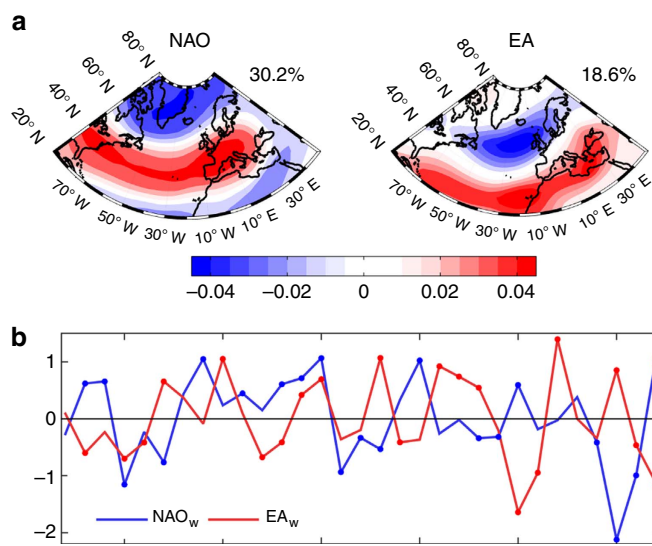 a
NAO
EA
30.2%
18.6%
80° N
60° N
40° N
20° N
70° W
50° W
30° W
10° W
10° E
30° E
80° N
60° N
40° N
20° N
70° W
50° W
30° W
10° W
10° E
30° E
−0.04
−0.02
0
0.02
0.04
b
1
0
−1
−2
NAOw
EAw